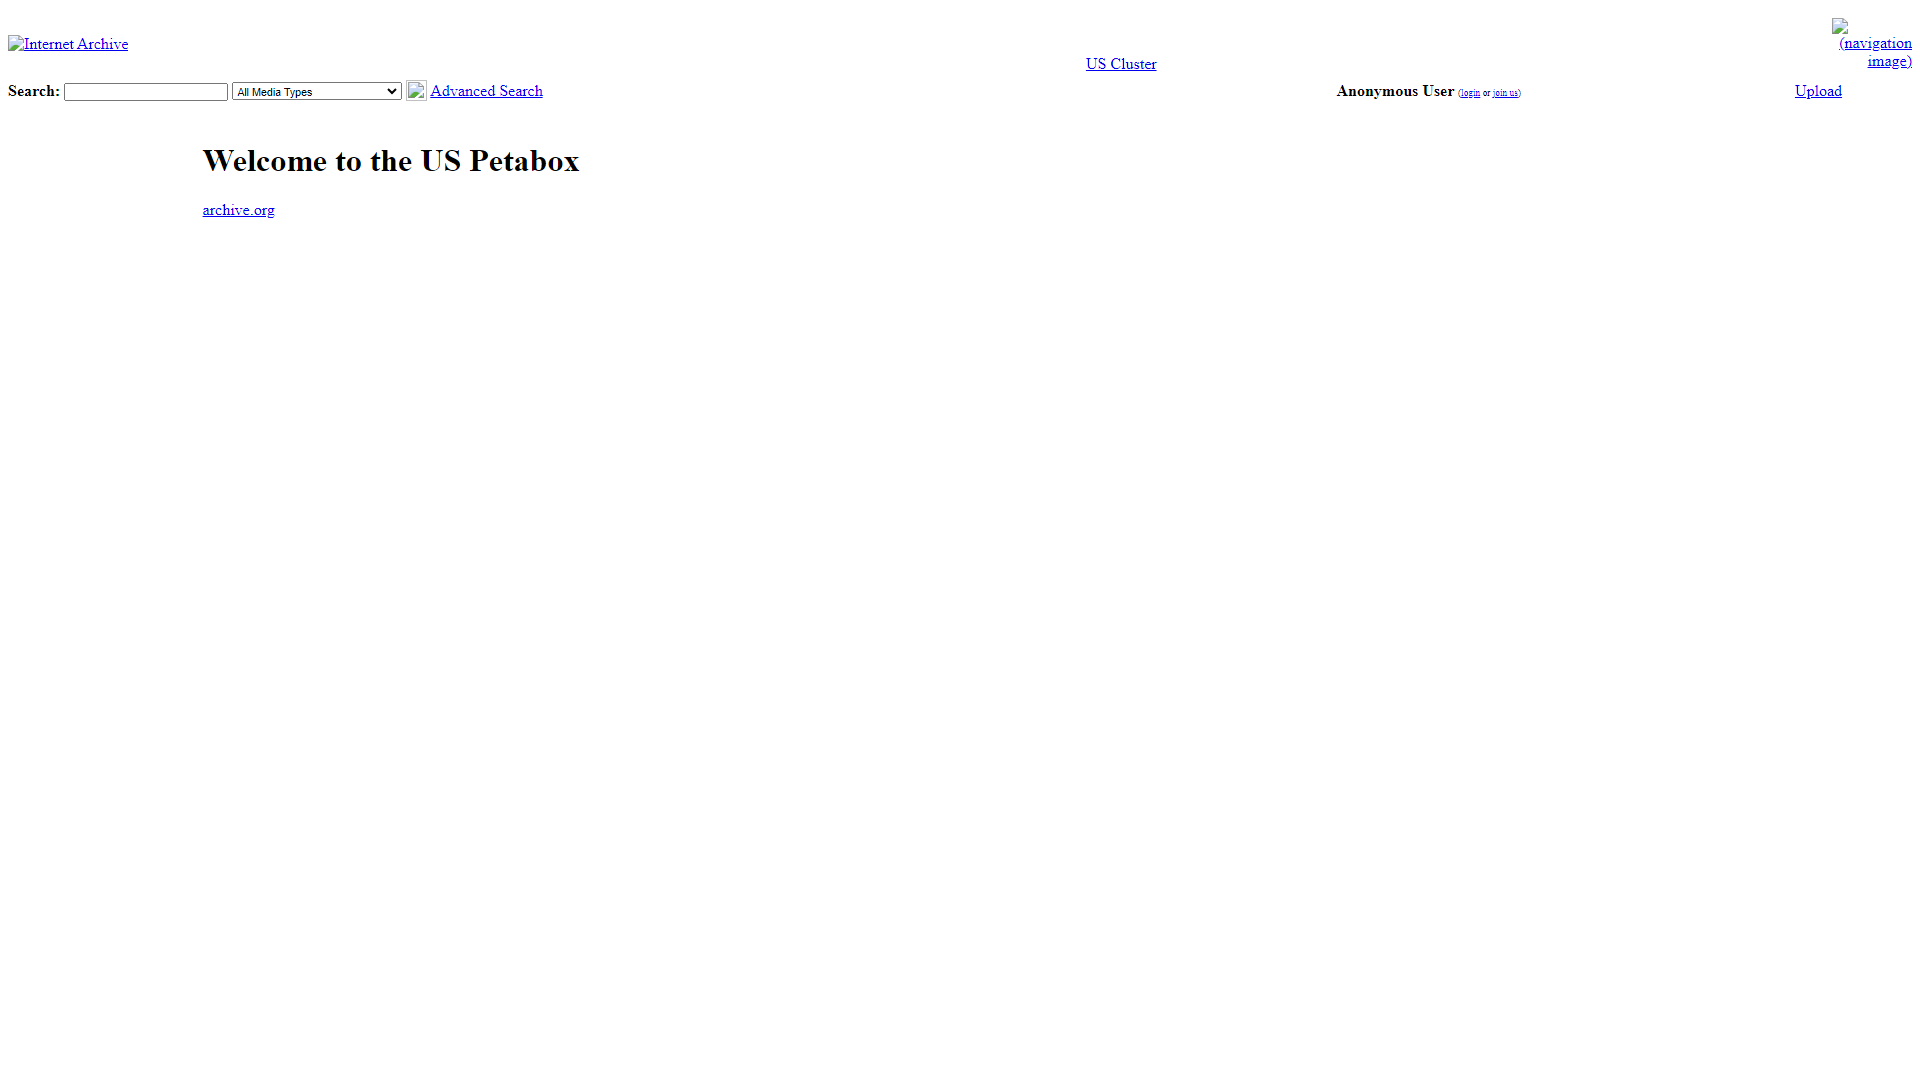 Internet Archive
(navigation
image)
US Cluster
Search: All Media Types Advanced Search Anonymous User (login or join us) Upload
Welcome to the US Petabox
archive.org